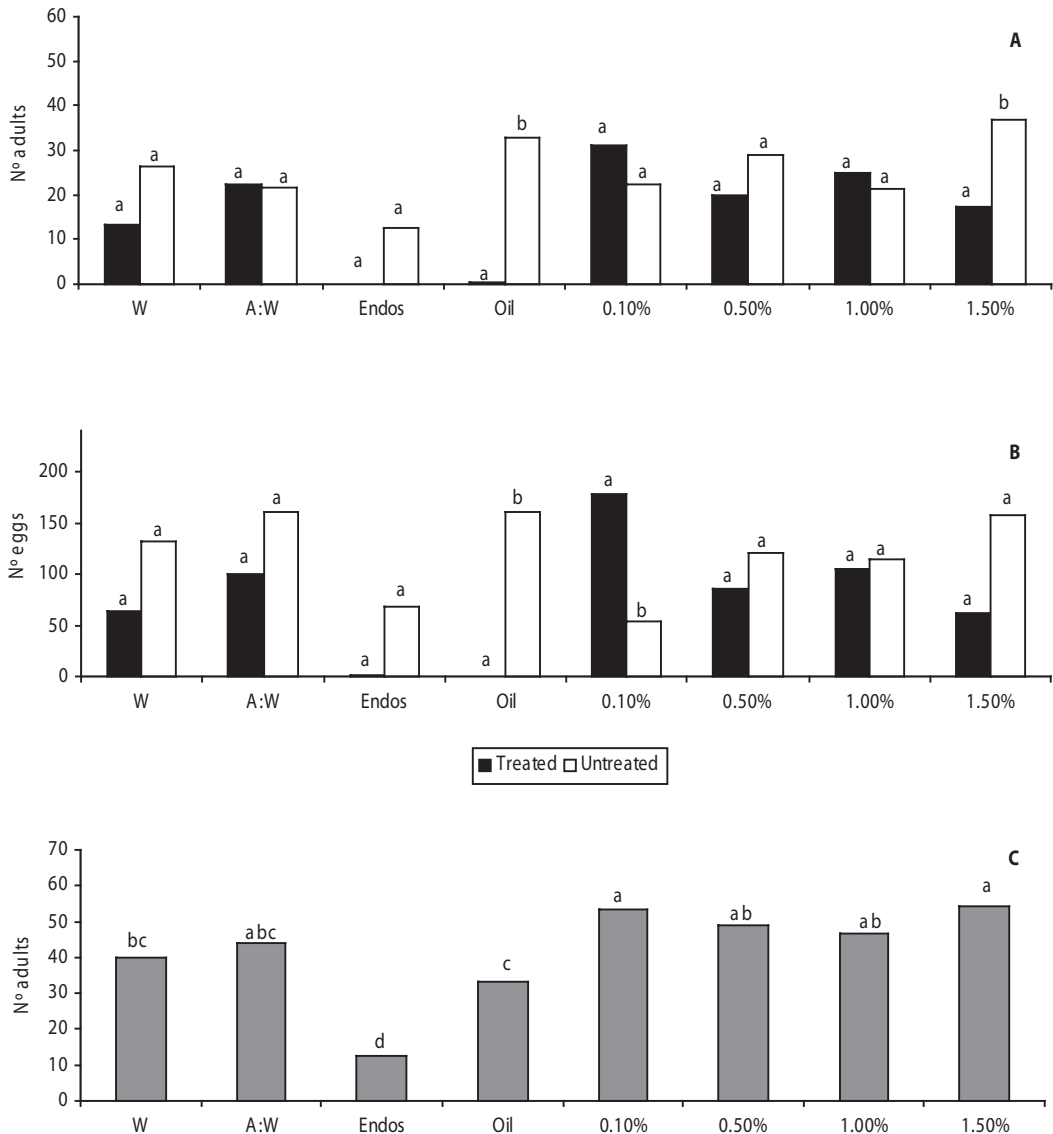 A
Nº adults
60
50
40
30
20
10
0
a a a a a a a b a a a a a a a b
W A:W Endos Oil 0.10% 0.50% 1.00% 1.50%
B
Nº eggs
200
150
100
50
0
a a a a a a a b a b a a a a a a
W A:W Endos Oil 0.10% 0.50% 1.00% 1.50%
Treated Untreated
C
Nº adults
70
60
50
40
30
20
10
0
bc abc d c a ab ab a
W A:W Endos Oil 0.10% 0.50% 1.00% 1.50%